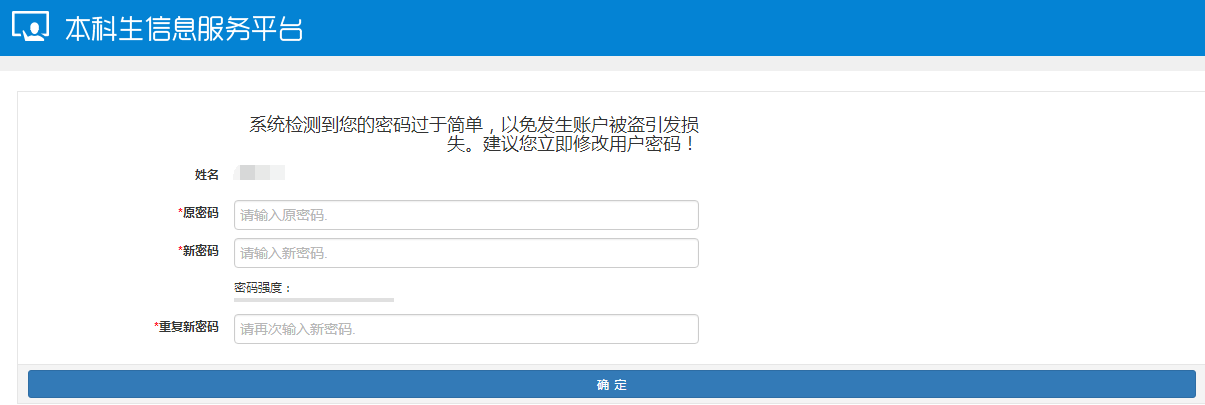 本科生信息服务平台
系统检测到您的密码过于简单，以免发生账户被盗引发损
失。建议您立即修改用户密码！
姓名
*原密码 请输入原密码.
*新密码 请输入新密码.
密码强度：
*重复新密码 请再次输入新密码.
确 定